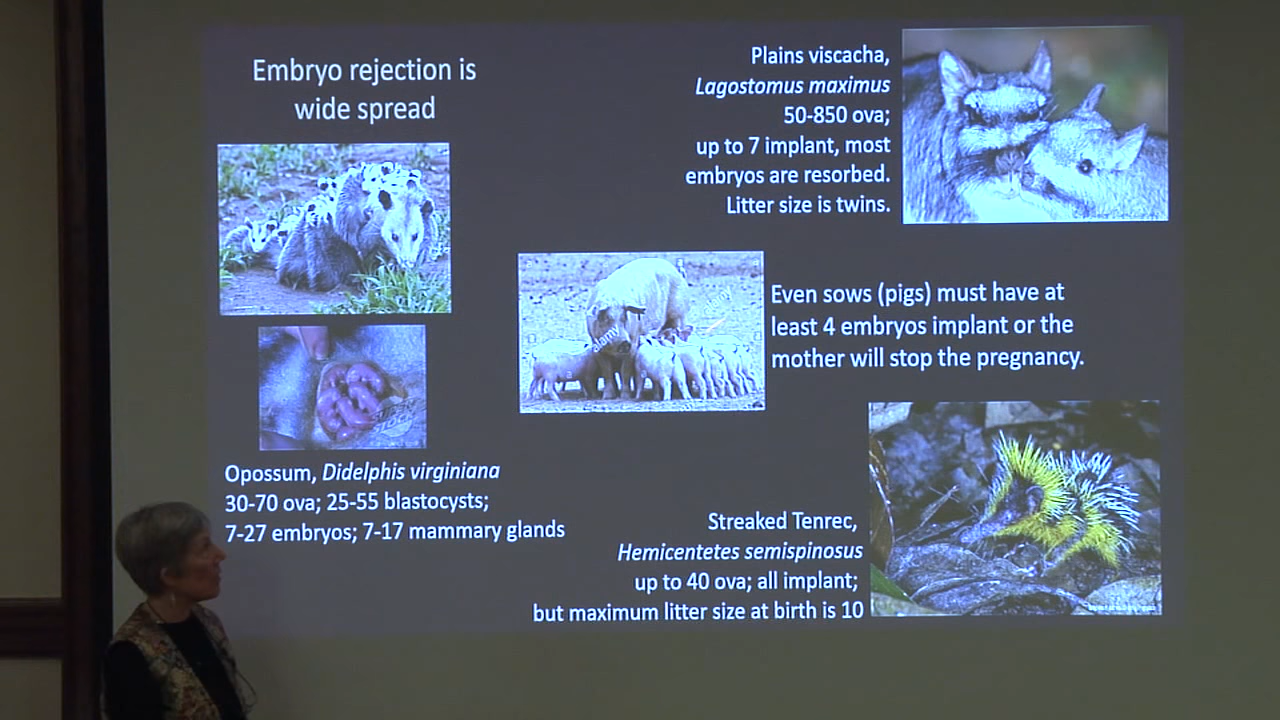 Embryo rejection is
wide spread
Plains viscacha,
Lagostomus maximus
50-850 ova;
up to 7 implant, most
embryos are resorbed.
Litter size is twins.
alamy
Even sows (pigs) must have at
least 4 embryos implant or the
mother will stop the pregnancy.
Opossum, Didelphis virginiana
30-70 ova; 25-55 blastocysts;
7-27 embryos; 7-17 mammary glands
Streaked Tenrec,
Hemicentetes semispinosus
up to 40 ova; all implant;
but maximum litter size at birth is 10